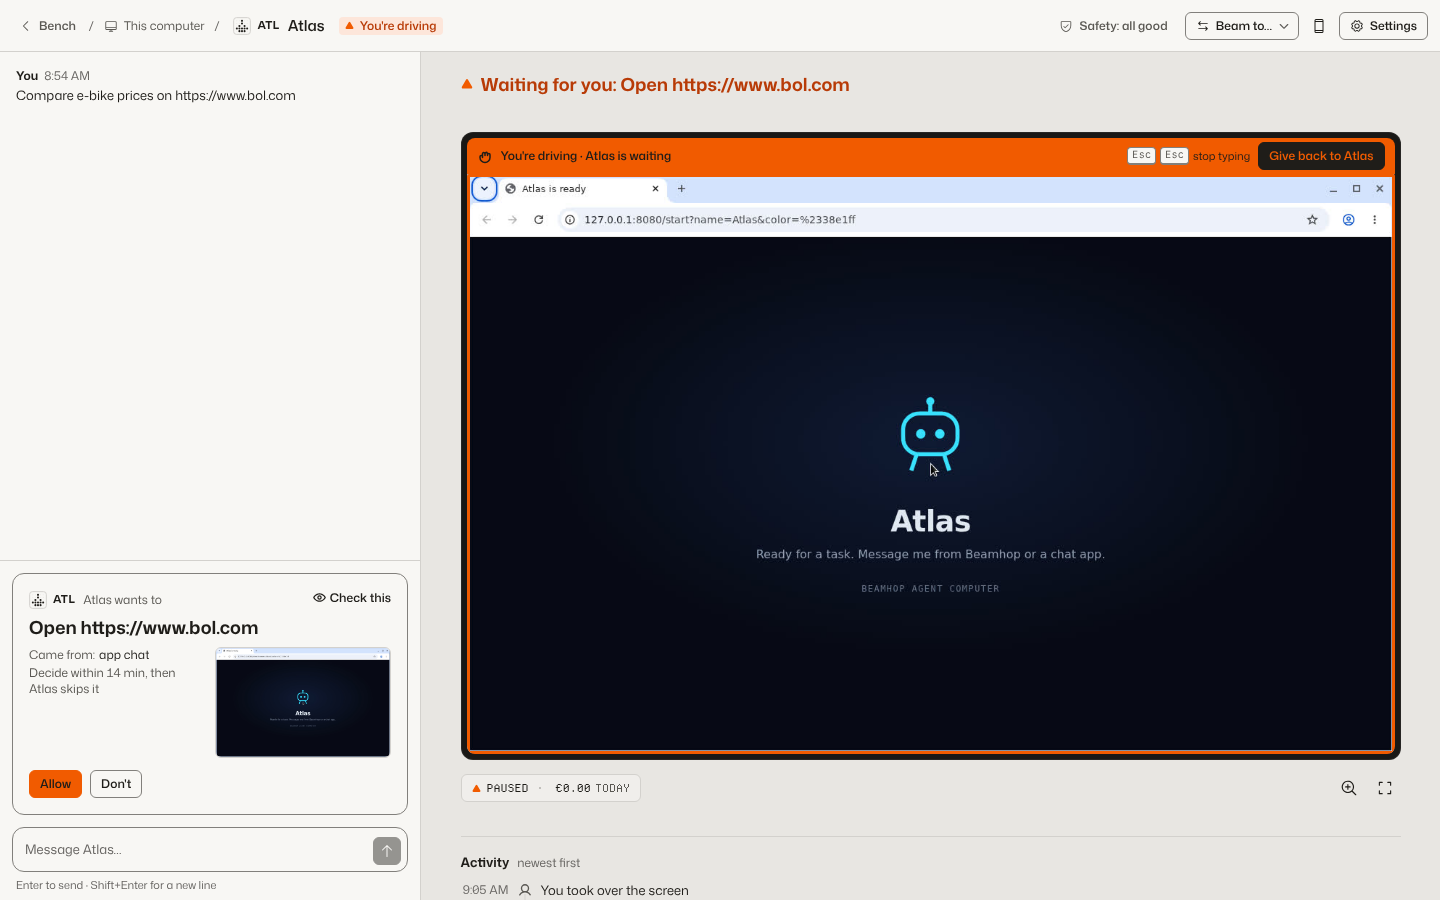 Bench / This computer / ATL Atlas You're driving Safety: all good Beam to... Settings
You 8:54 AM
Compare e-bike prices on https://www.bol.com
ATL Atlas wants to Check this
Open https://www.bol.com
Came from: app chat
Decide within 14 min, then
Atlas skips it
Allow Don't
Message Atlas...
Enter to send · Shift+Enter for a new line
Waiting for you: Open https://www.bol.com
You're driving · Atlas is waiting Esc Esc stop typing Give back to Atlas
Atlas is ready
127.0.0.1:8080/start?name=Atlas&color=%2338e1ff
Atlas
Ready for a task. Message me from Beamhop or a chat app.
BEAMHOP AGENT COMPUTER
PAUSED · €0.00 TODAY
Activity newest first
9:05 AM You took over the screen